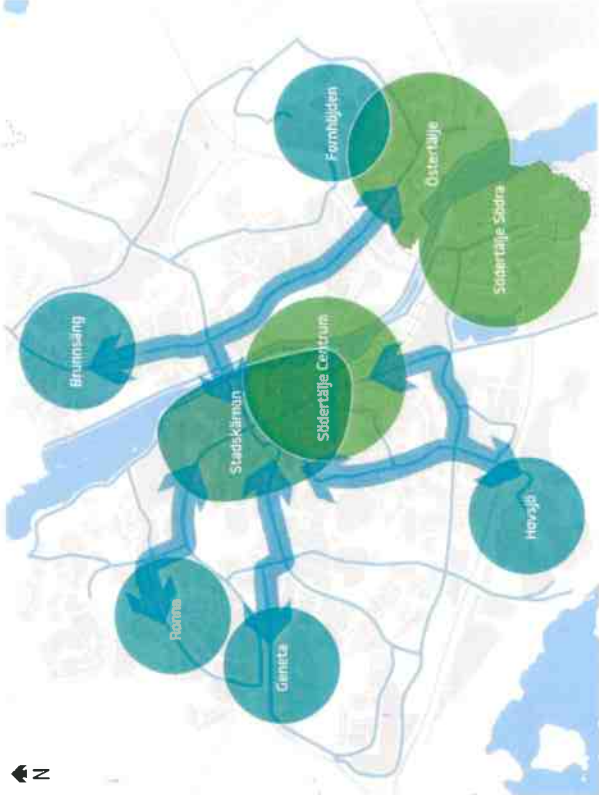 Fornhöjden
Östertälje
Södertälje Södra
Brunnsäng
Södertälje Centrum
Stadskärnan
Hovsjö
Ronna
Geneta
N